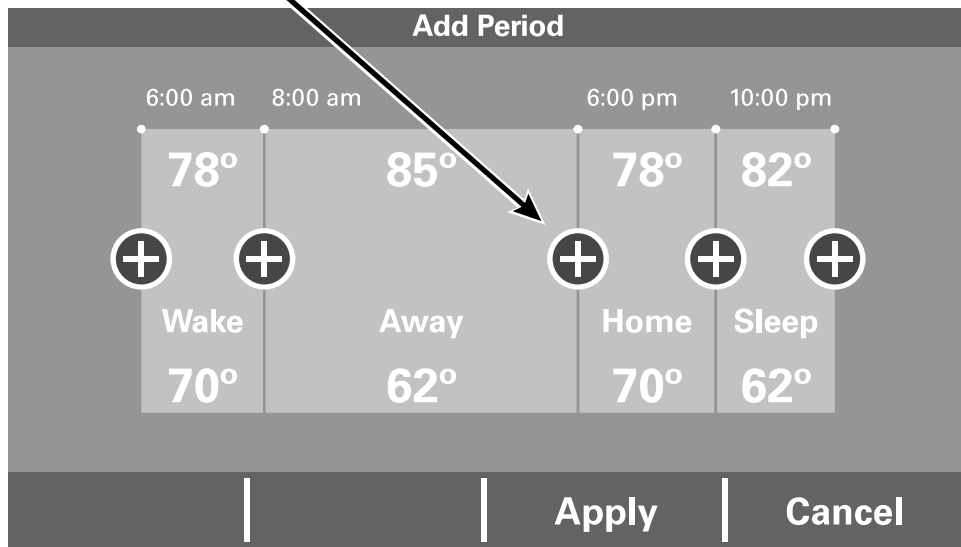 Add Period
6:00 am 8:00 am 6:00 pm 10:00 pm
78º 85º 78º 82º
Wake Away Home Sleep
70º 62º 70º 62º
Apply Cancel